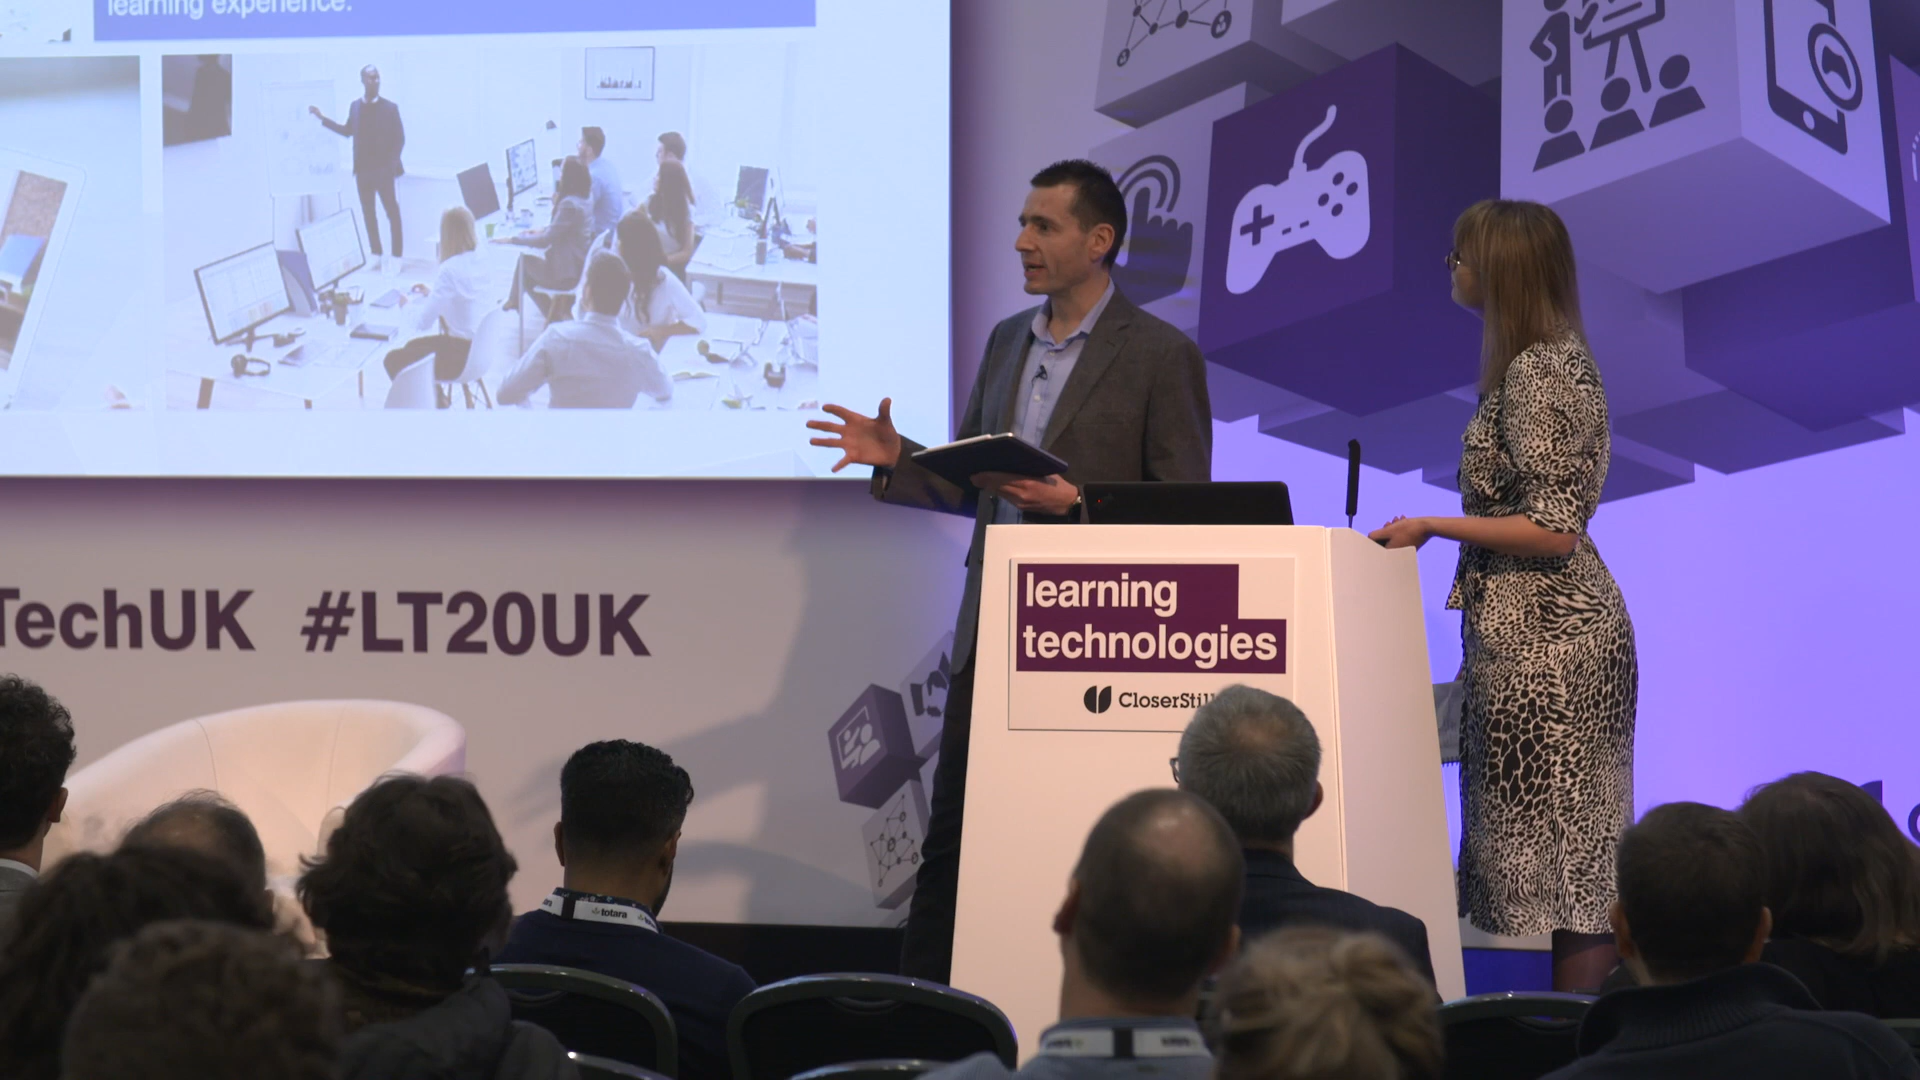 learning experience.
TechUK #LT20UK
learning
technologies
CloserStill
totara